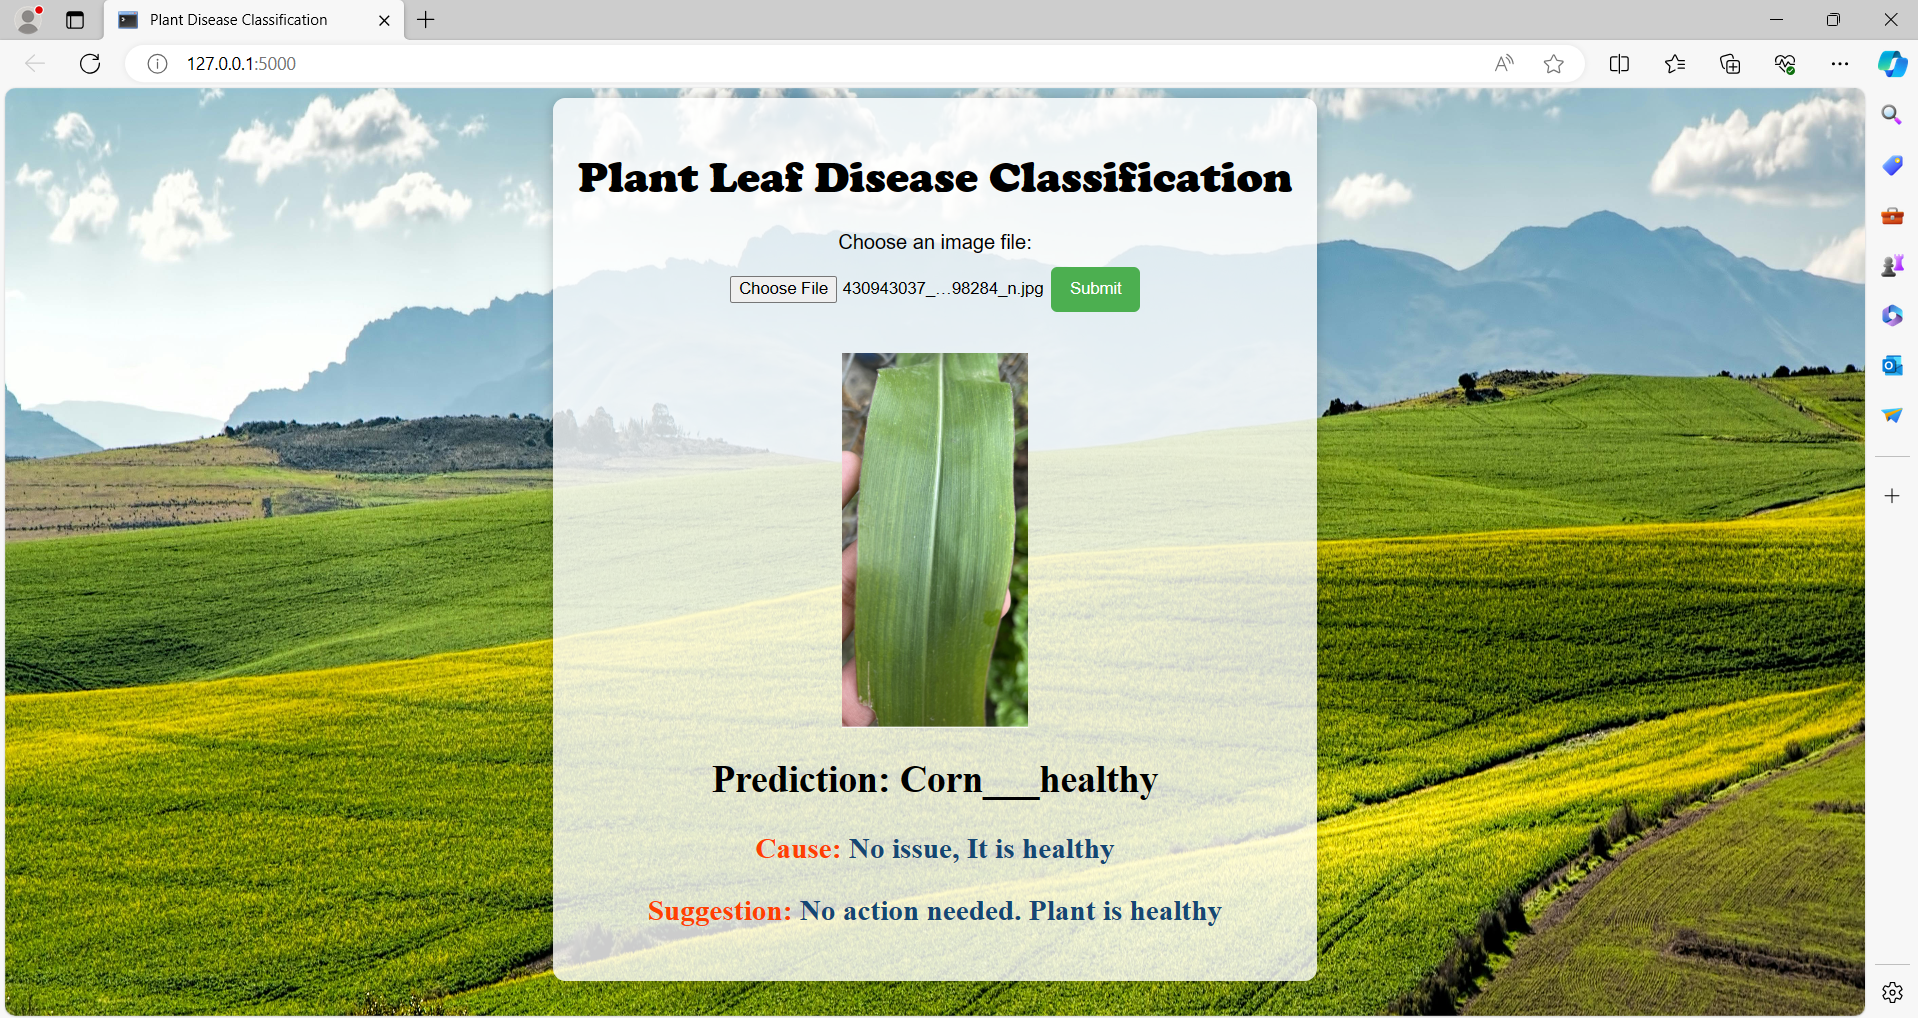 Plant Disease Classification
127.0.0.1:5000
Plant Leaf Disease Classification
Choose an image file:
Choose File 430943037_...98284_n.jpg Submit
Prediction: Corn___healthy
Cause: No issue, It is healthy
Suggestion: No action needed. Plant is healthy